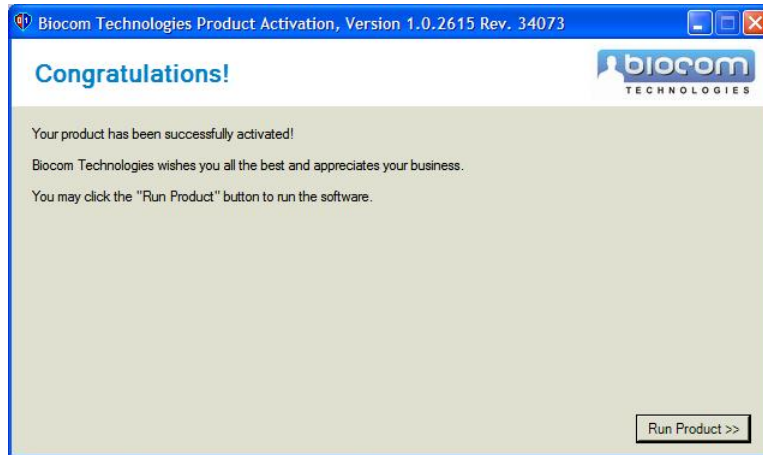 Biocom Technologies Product Activation, Version 1.0.2615 Rev. 34073
Congratulations!
biocom
TECHNOLOGIES
Your product has been successfully activated!
Biocom Technologies wishes you all the best and appreciates your business.
You may click the "Run Product" button to run the software.
Run Product >>